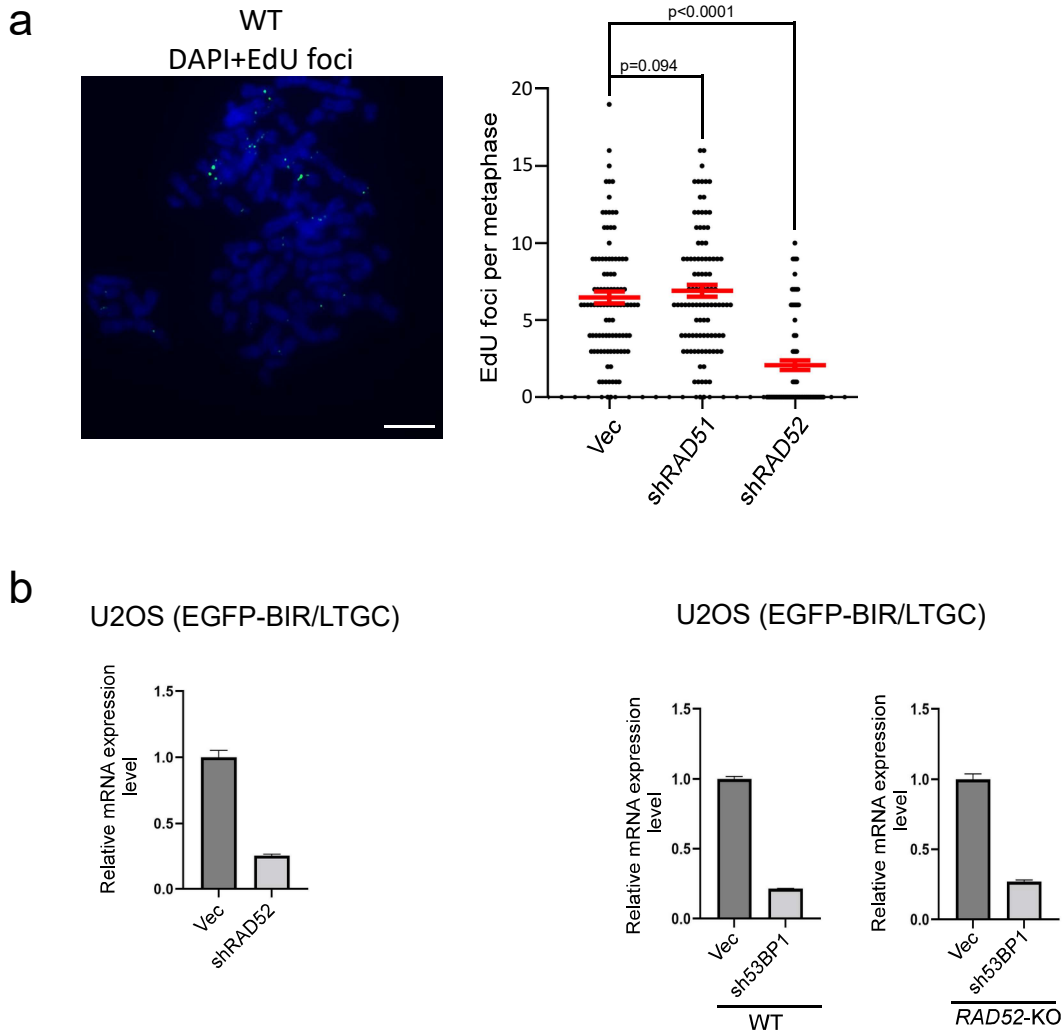 a
WT
DAPI+EdU foci
p<0.0001
p=0.094
EdU foci per metaphase
20
15
10
5
0
Vec
shRAD51
shRAD52
b
U2OS (EGFP-BIR/LTGC)
Relative mRNA expression
level
1.5
1.0
0.5
0.0
Vec
shRAD52
U2OS (EGFP-BIR/LTGC)
Relative mRNA expression
level
1.5
1.0
0.5
0.0
Vec
sh53BP1
WT
Relative mRNA expression
level
1.5
1.0
0.5
0.0
Vec
sh53BP1
RAD52-KO